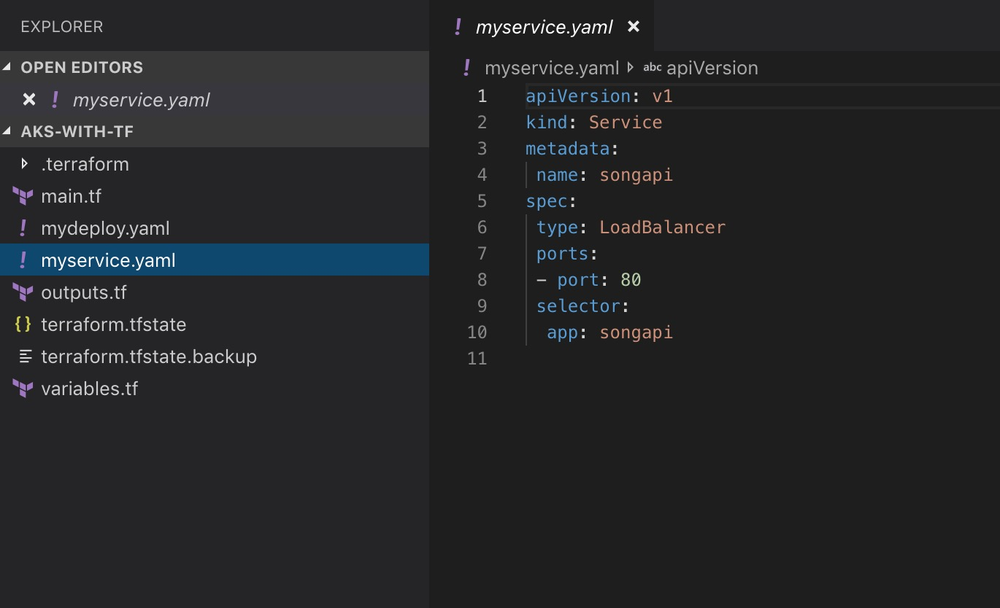 EXPLORER
OPEN EDITORS
myservice.yaml
AKS-WITH-TF
.terraform
main.tf
mydeploy.yaml
myservice.yaml
outputs.tf
terraform.tfstate
terraform.tfstate.backup
variables.tf
myservice.yaml
myservice.yaml abc apiVersion
1 apiVersion: v1
2 kind: Service
3 metadata:
4  name: songapi
5 spec:
6  type: LoadBalancer
7  ports:
8  - port: 80
9  selector:
10   app: songapi
11